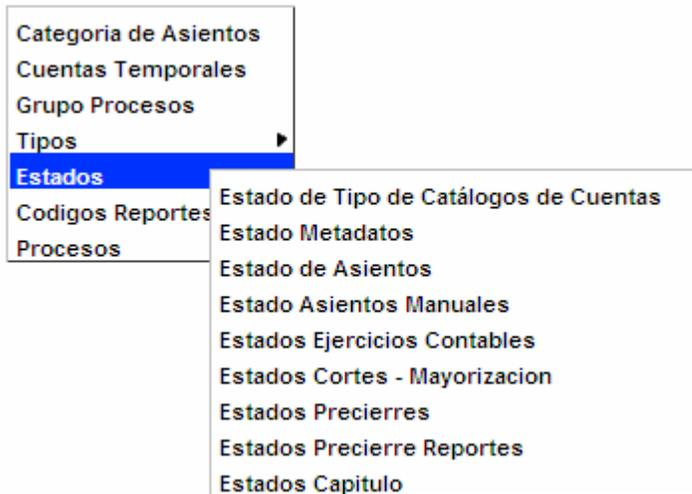 Categoria de Asientos
Cuentas Temporales
Grupo Procesos
Tipos
Estados
Codigos Reportes
Procesos
Estado de Tipo de Catálogos de Cuentas
Estado Metadatos
Estado de Asientos
Estado Asientos Manuales
Estados Ejercicios Contables
Estados Cortes - Mayorizacion
Estados Precierres
Estados Precierre Reportes
Estados Capitulo